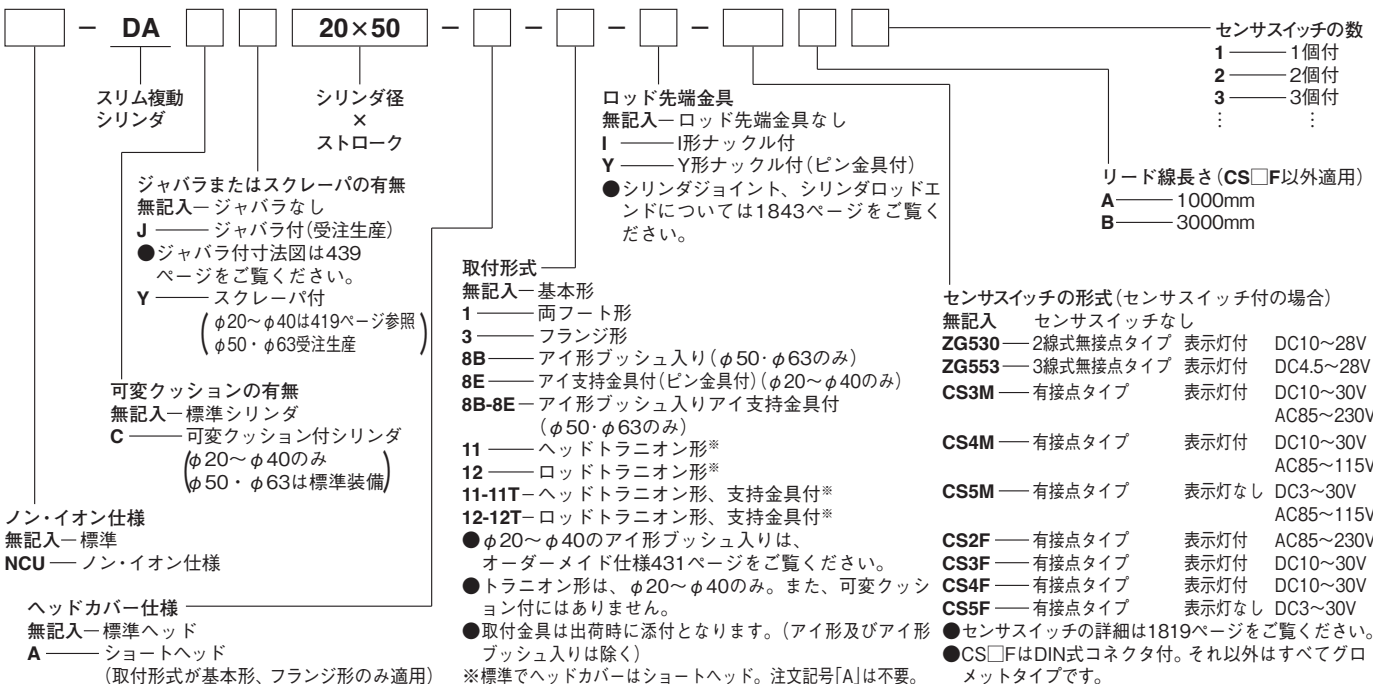 － DA 20×50 － － － －
スリム複動
シリンダ
シリンダ径
×
ストローク
ジャバラまたはスクレーパの有無
無記入－ジャバラなし
J ――ジャバラ付(受注生産)
●ジャバラ付寸法図は439
ページをご覧ください。
Y ――スクレーパ付
(φ20～φ40は419ページ参照
φ50・φ63受注生産)
可変クッションの有無
無記入－標準シリンダ
C ――可変クッション付シリンダ
(φ20～φ40のみ
φ50・φ63は標準装備)
ノン・イオン仕様
無記入－標準
NCU ― ノン・イオン仕様
ヘッドカバー仕様
無記入－標準ヘッド
A ――ショートヘッド
(取付形式が基本形、フランジ形のみ適用)
取付形式
無記入－基本形
1 ――両フート形
3 ――フランジ形
8B ――アイ形ブッシュ入り(φ50･φ63のみ)
8E ――アイ支持金具付(ピン金具付)(φ20～φ40のみ)
8B-8E－アイ形ブッシュ入りアイ支持金具付
(φ50･φ63のみ)
11 ――ヘッドトラニオン形※
12 ――ロッドトラニオン形※
11-11T－ヘッドトラニオン形、支持金具付※
12-12T－ロッドトラニオン形、支持金具付※
●φ20～φ40のアイ形ブッシュ入りは、
オーダーメイド仕様431ページをご覧ください。
●トラニオン形は、φ20～φ40のみ。また、可変クッシ
ョン付にはありません。
●取付金具は出荷時に添付となります。(アイ形及びアイ形
ブッシュ入りは除く)
※標準でヘッドカバーはショートヘッド。注文記号「A」は不要。
ロッド先端金具
無記入－ロッド先端金具なし
I ――I形ナックル付
Y ――Y形ナックル付(ピン金具付)
●シリンダジョイント、シリンダロッドエ
ンドについては1843ページをご覧く
ださい。
センサスイッチの形式(センサスイッチ付の場合)
無記入 センサスイッチなし
ZG530 ― 2線式無接点タイプ 表示灯付 DC10～28V
ZG553 ― 3線式無接点タイプ 表示灯付 DC4.5～28V
CS3M ― 有接点タイプ 表示灯付 DC10～30V
AC85～230V
CS4M ― 有接点タイプ 表示灯付 DC10～30V
AC85～115V
CS5M ― 有接点タイプ 表示灯なし DC3～30V
AC85～115V
CS2F ― 有接点タイプ 表示灯付 AC85～230V
CS3F ― 有接点タイプ 表示灯付 DC10～30V
CS4F ― 有接点タイプ 表示灯付 DC10～30V
CS5F ― 有接点タイプ 表示灯なし DC3～30V
●センサスイッチの詳細は1819ページをご覧ください。
●CS□FはDIN式コネクタ付。それ以外はすべてグロ
メットタイプです。
リード線長さ(CS□F以外適用)
A ――1000mm
B ――3000mm
センサスイッチの数
1 ――1個付
2 ――2個付
3 ――3個付
⋮ ⋮